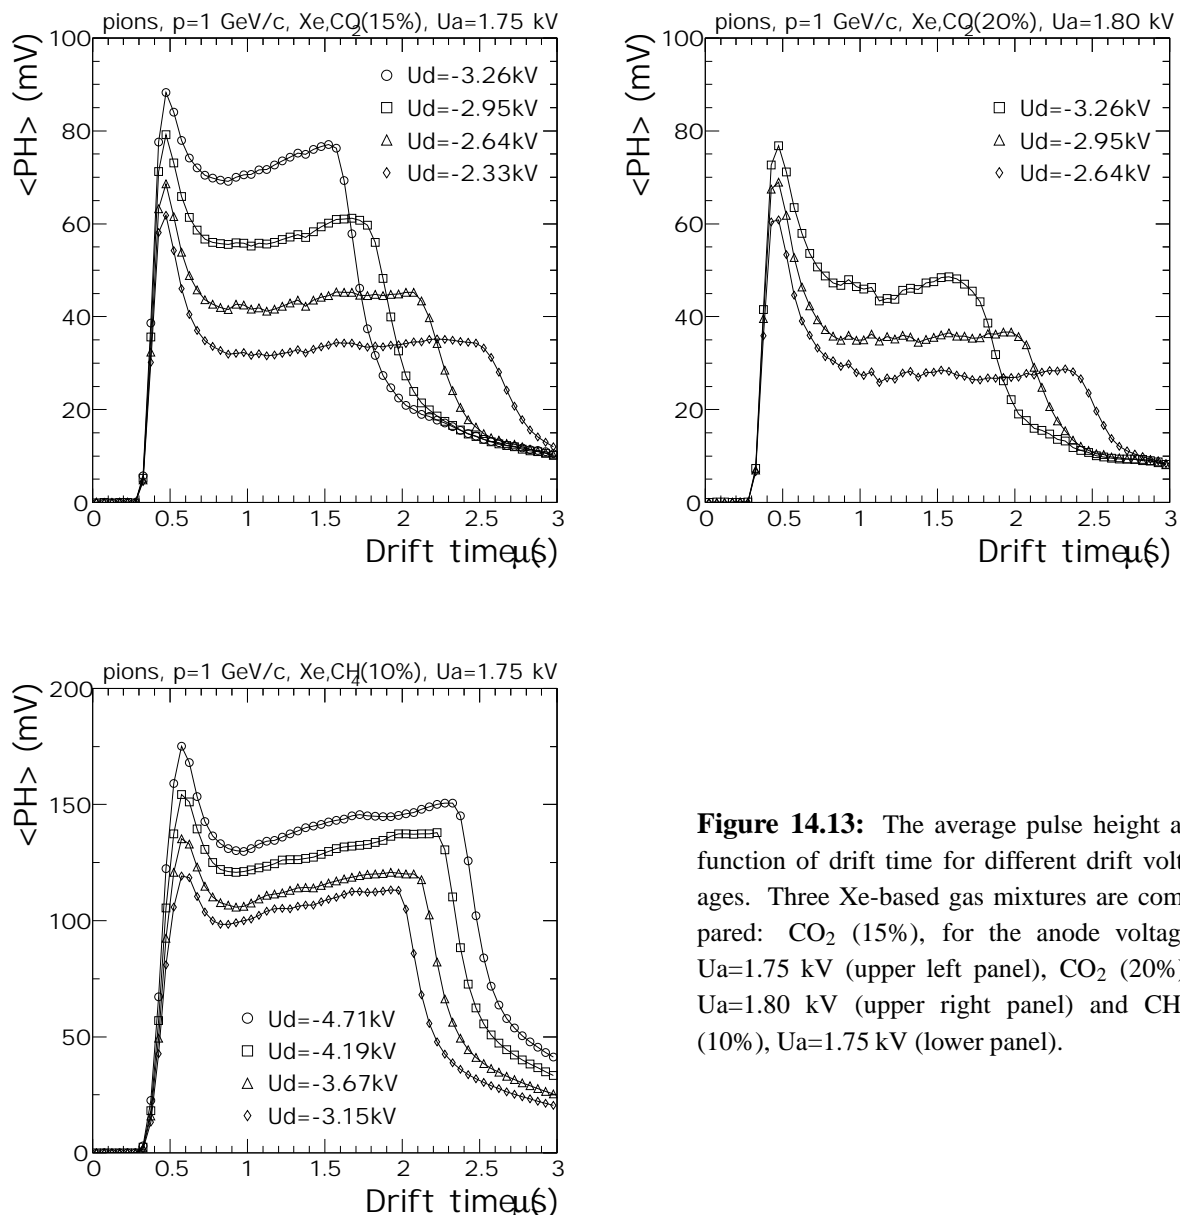 pions, p=1 GeV/c, Xe,CO2(15%), Ua=1.75 kV
<PH> (mV)
100
80
60
40
20
0
Ud=-3.26kV
Ud=-2.95kV
Ud=-2.64kV
Ud=-2.33kV
0 0.5 1 1.5 2 2.5 3
Drift time, (μs)
pions, p=1 GeV/c, Xe,CO2(20%), Ua=1.80 kV
<PH> (mV)
100
80
60
40
20
0
Ud=-3.26kV
Ud=-2.95kV
Ud=-2.64kV
0 0.5 1 1.5 2 2.5 3
Drift time, (μs)
pions, p=1 GeV/c, Xe,CH4(10%), Ua=1.75 kV
<PH> (mV)
200
150
100
50
0
Ud=-4.71kV
Ud=-4.19kV
Ud=-3.67kV
Ud=-3.15kV
0 0.5 1 1.5 2 2.5 3
Drift time, (μs)
Figure 14.13: The average pulse height a
function of drift time for different drift volt
ages. Three Xe-based gas mixtures are com
pared: CO2 (15%), for the anode voltag
Ua=1.75 kV (upper left panel), CO2 (20%)
Ua=1.80 kV (upper right panel) and CH
(10%), Ua=1.75 kV (lower panel).